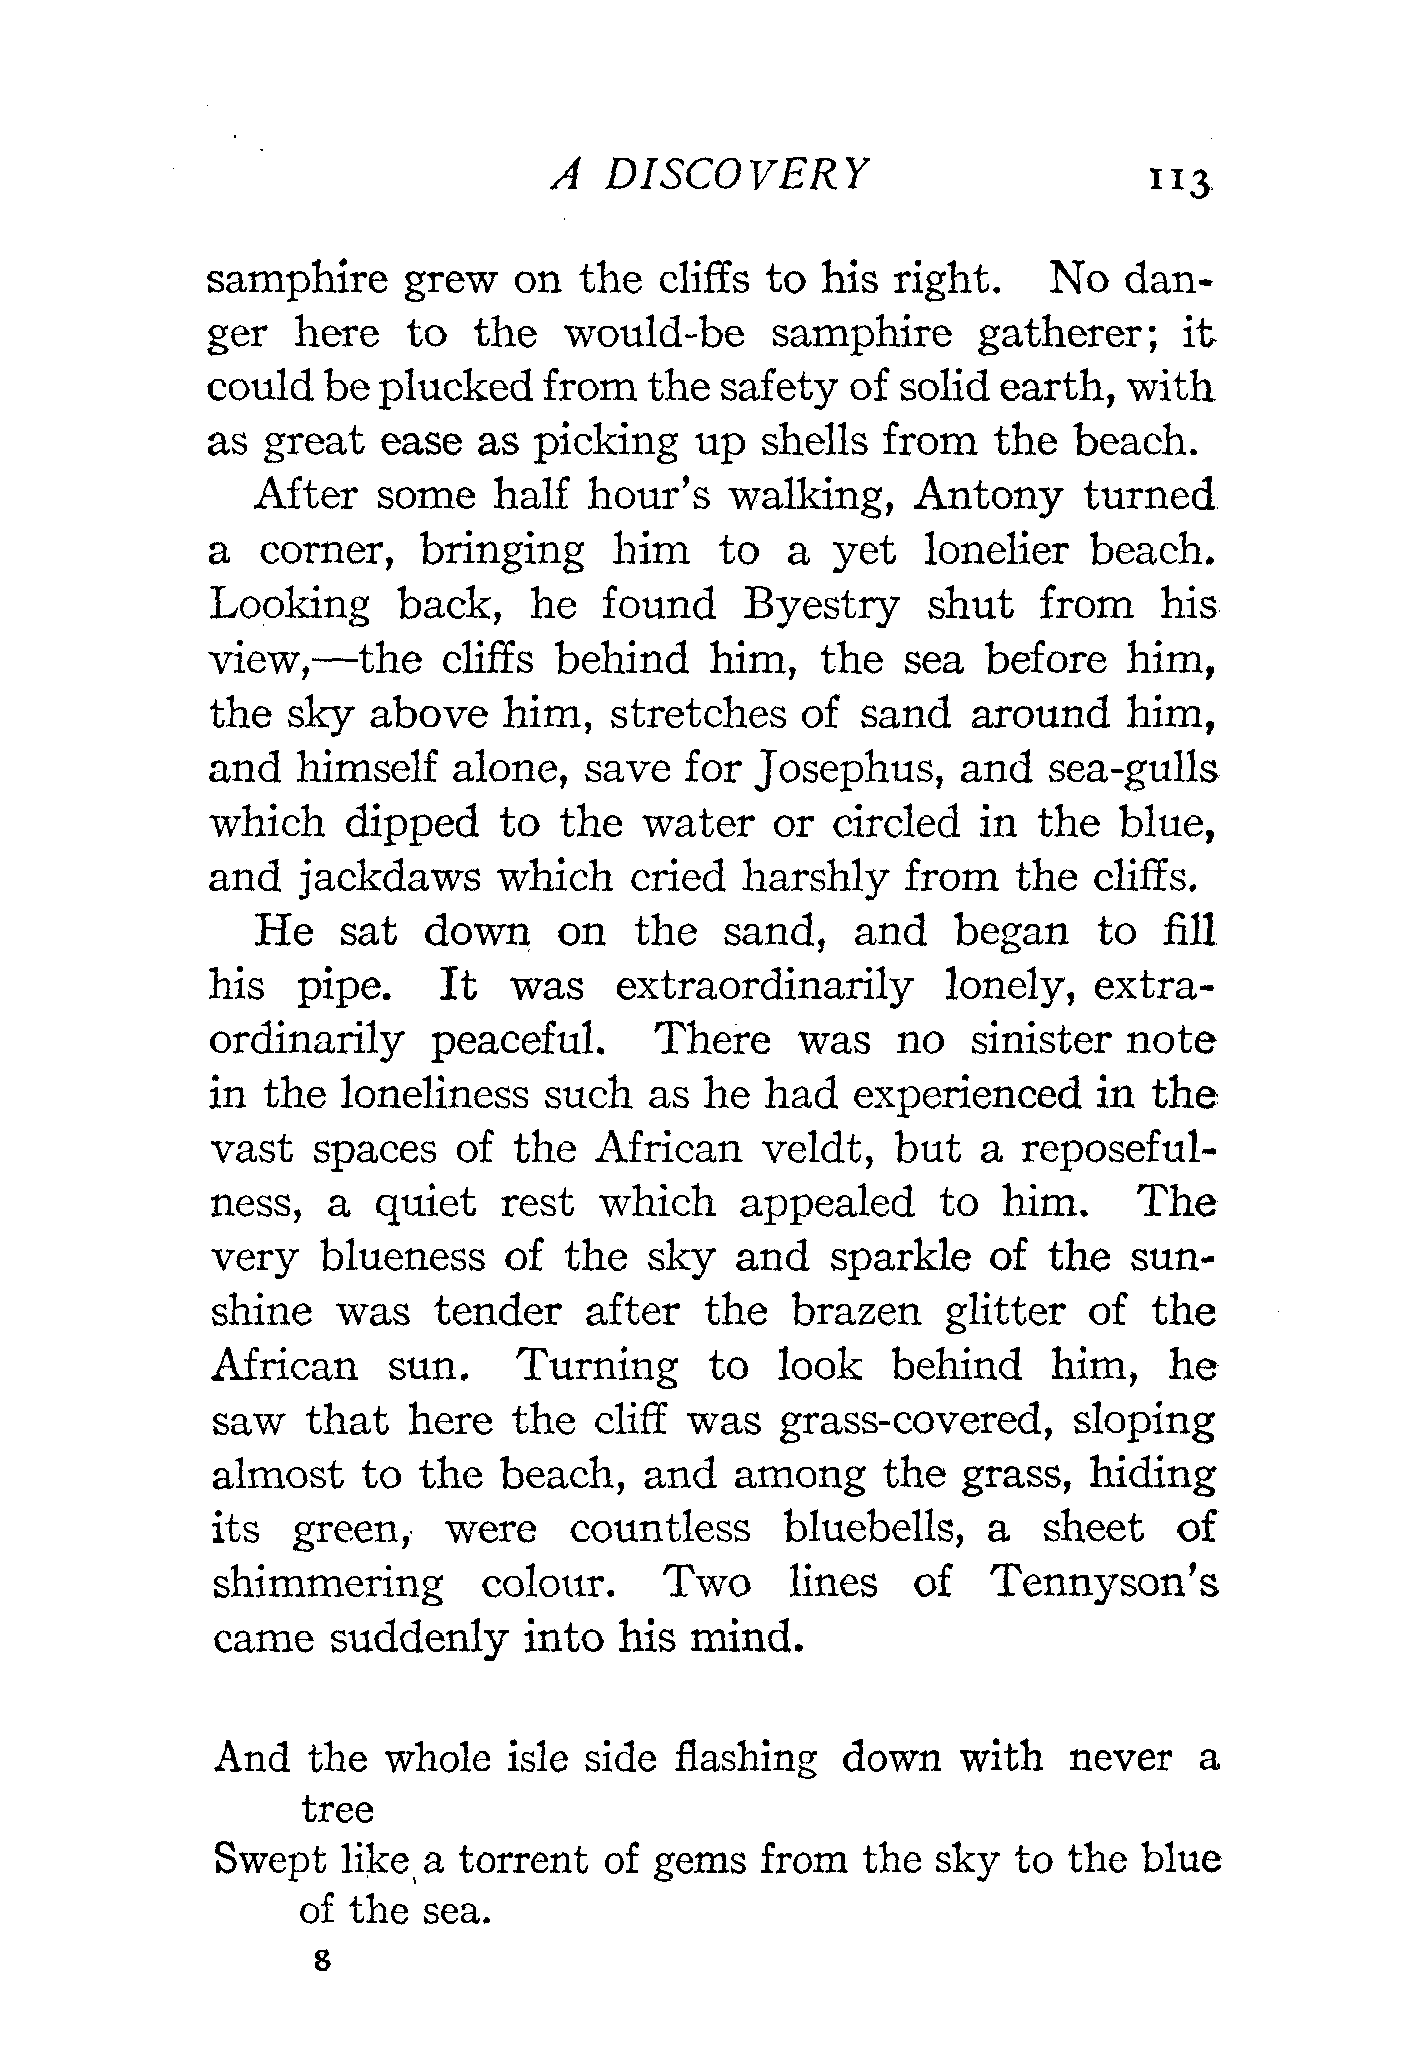 A DISCOVERY 113
samphire grew on the cliffs to his right. No dan-
ger here to the would-be samphire gatherer; it
could be plucked from the safety of solid earth, with
as great ease as picking up shells from the beach.
After some half hour's walking, Antony turned
a corner, bringing him to a yet lonelier beach.
Looking back, he found Byestry shut from his
view,—the cliffs behind him, the sea before him,
the sky above him, stretches of sand around him,
and himself alone, save for Josephus, and sea-gulls
which dipped to the water or circled in the blue,
and jackdaws which cried harshly from the cliffs.
He sat down on the sand, and began to fill
his pipe. It was extraordinarily lonely, extra-
ordinarily peaceful. There was no sinister note
in the loneliness such as he had experienced in the
vast spaces of the African veldt, but a reposeful-
ness, a quiet rest which appealed to him. The
very blueness of the sky and sparkle of the sun-
shine was tender after the brazen glitter of the
African sun. Turning to look behind him, he
saw that here the cliff was grass-covered, sloping
almost to the beach, and among the grass, hiding
its green, were countless bluebells, a sheet of
shimmering colour. Two lines of Tennyson's
came suddenly into his mind.
And the whole isle side flashing down with never a
tree
Swept like a torrent of gems from the sky to the blue
of the sea.
8